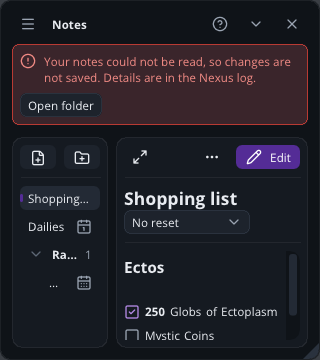 Notes
Your notes could not be read, so changes are
not saved. Details are in the Nexus log.
Open folder
Edit
Shopping...
Dailies
Ra... 1
...
Shopping list
No reset
Ectos
250 Globs of Ectoplasm
Mystic Coins